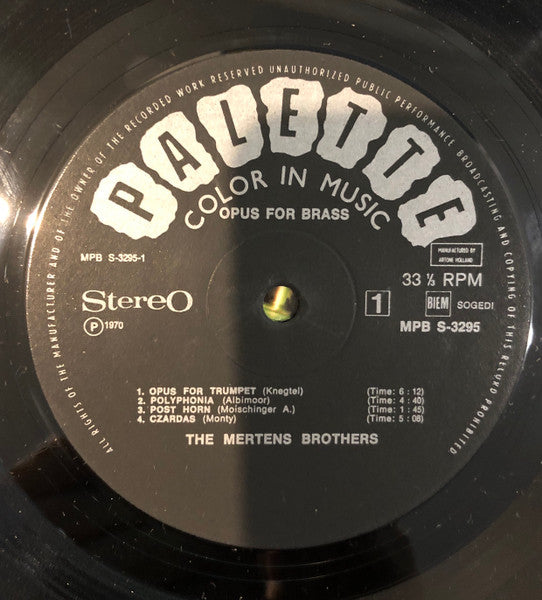 ALL RIGHTS OF THE MANUFACTURER AND OF THE OWNER OF THE RECORDED WORK RESERVED UNAUTHORIZED PUBLIC PERFORMANCE BROADCASTING AND COPYING OF THIS RECORD PROHIBITED
PALETTE
COLOR IN MUSIC
OPUS FOR BRASS
MPB S-3295-1
MANUFACTURED BY
ARTONE HOLLAND
33 ⅓ RPM
StereO
1
BIEM SOGEDI
Ⓟ 1970
MPB S-3295
1. OPUS FOR TRUMPET (Knegtel) (Time: 6 : 12)
2. POLYPHONIA (Albimoor) (Time: 4 : 40)
3. POST HORN (Moischinger A.) (Time: 1 : 45)
4. CZARDAS (Monty) (Time: 5 : 08)
THE MERTENS BROTHERS